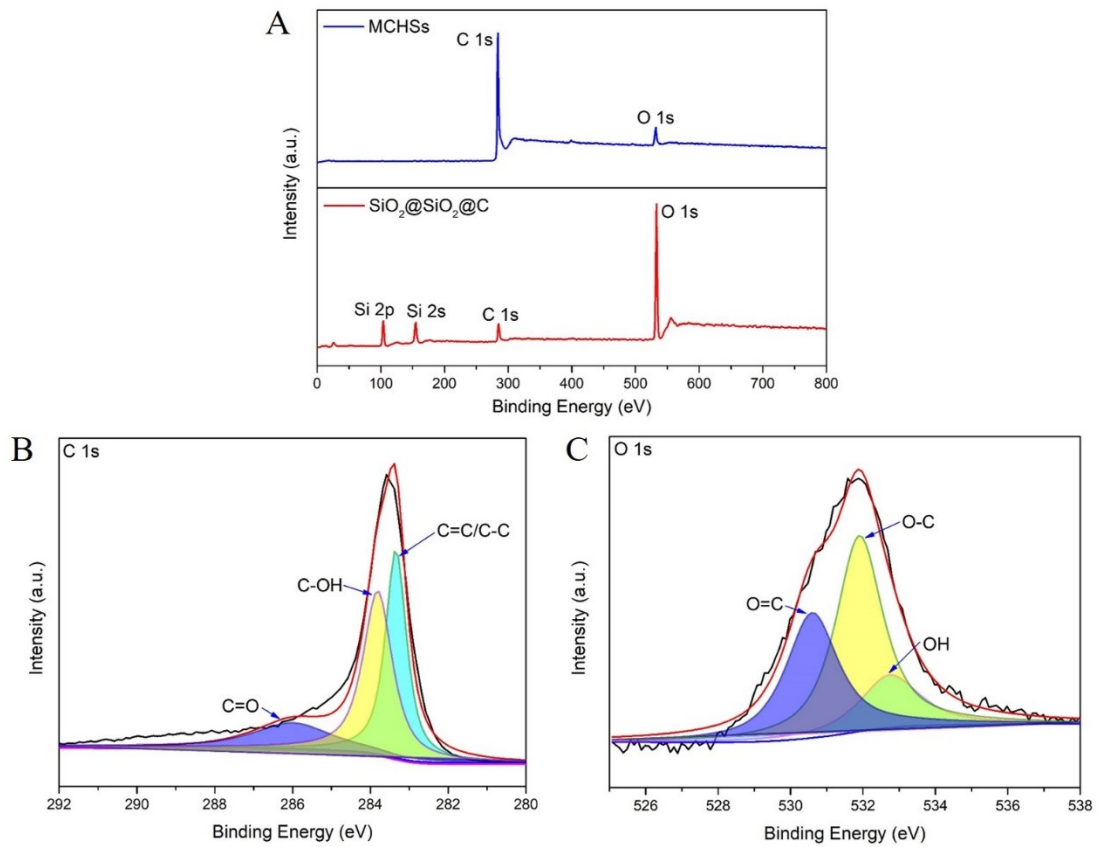 A
MCHSs
C 1s
O 1s
SiO₂@SiO₂@C
O 1s
Si 2p
Si 2s
C 1s
Intensity (a.u.)
0 100 200 300 400 500 600 700 800
Binding Energy (eV)
B
C 1s
C=C/C-C
C-OH
C=O
Intensity (a.u.)
292 290 288 286 284 282 280
Binding Energy (eV)
C
O 1s
O-C
O=C
OH
Intensity (a.u.)
526 528 530 532 534 536 538
Binding Energy (eV)